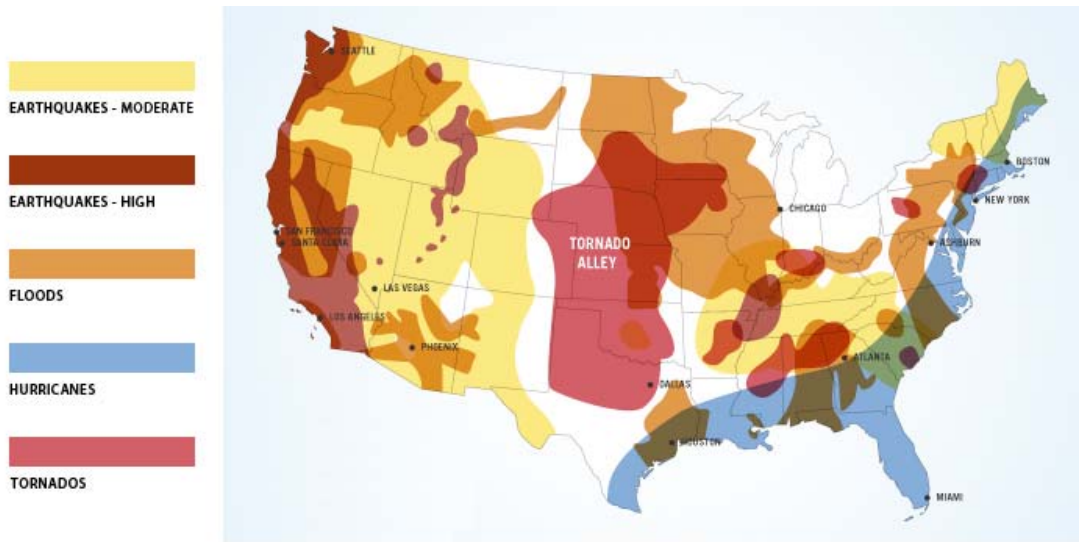 EARTHQUAKES - MODERATE
EARTHQUAKES - HIGH
FLOODS
HURRICANES
TORNADOS
SEATTLE
BOSTON
NEW YORK
CHICAGO
SAN FRANCISCO
SANTA CLARA
ASHBURN
TORNADO
ALLEY
LAS VEGAS
LOS ANGELES
PHOENIX
ATLANTA
DALLAS
HOUSTON
MIAMI